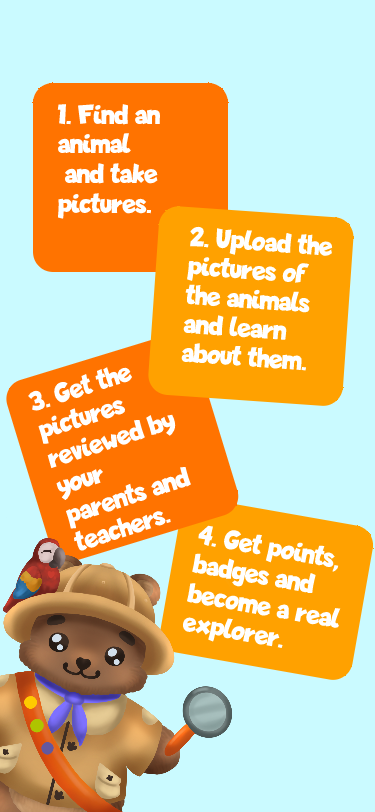 1. Find an
animal
and take
pictures.
2. Upload the
pictures of
the animals
and learn
about them.
3. Get the
pictures
reviewed by
your
parents and
teachers.
4. Get points,
badges and
become a real
explorer.